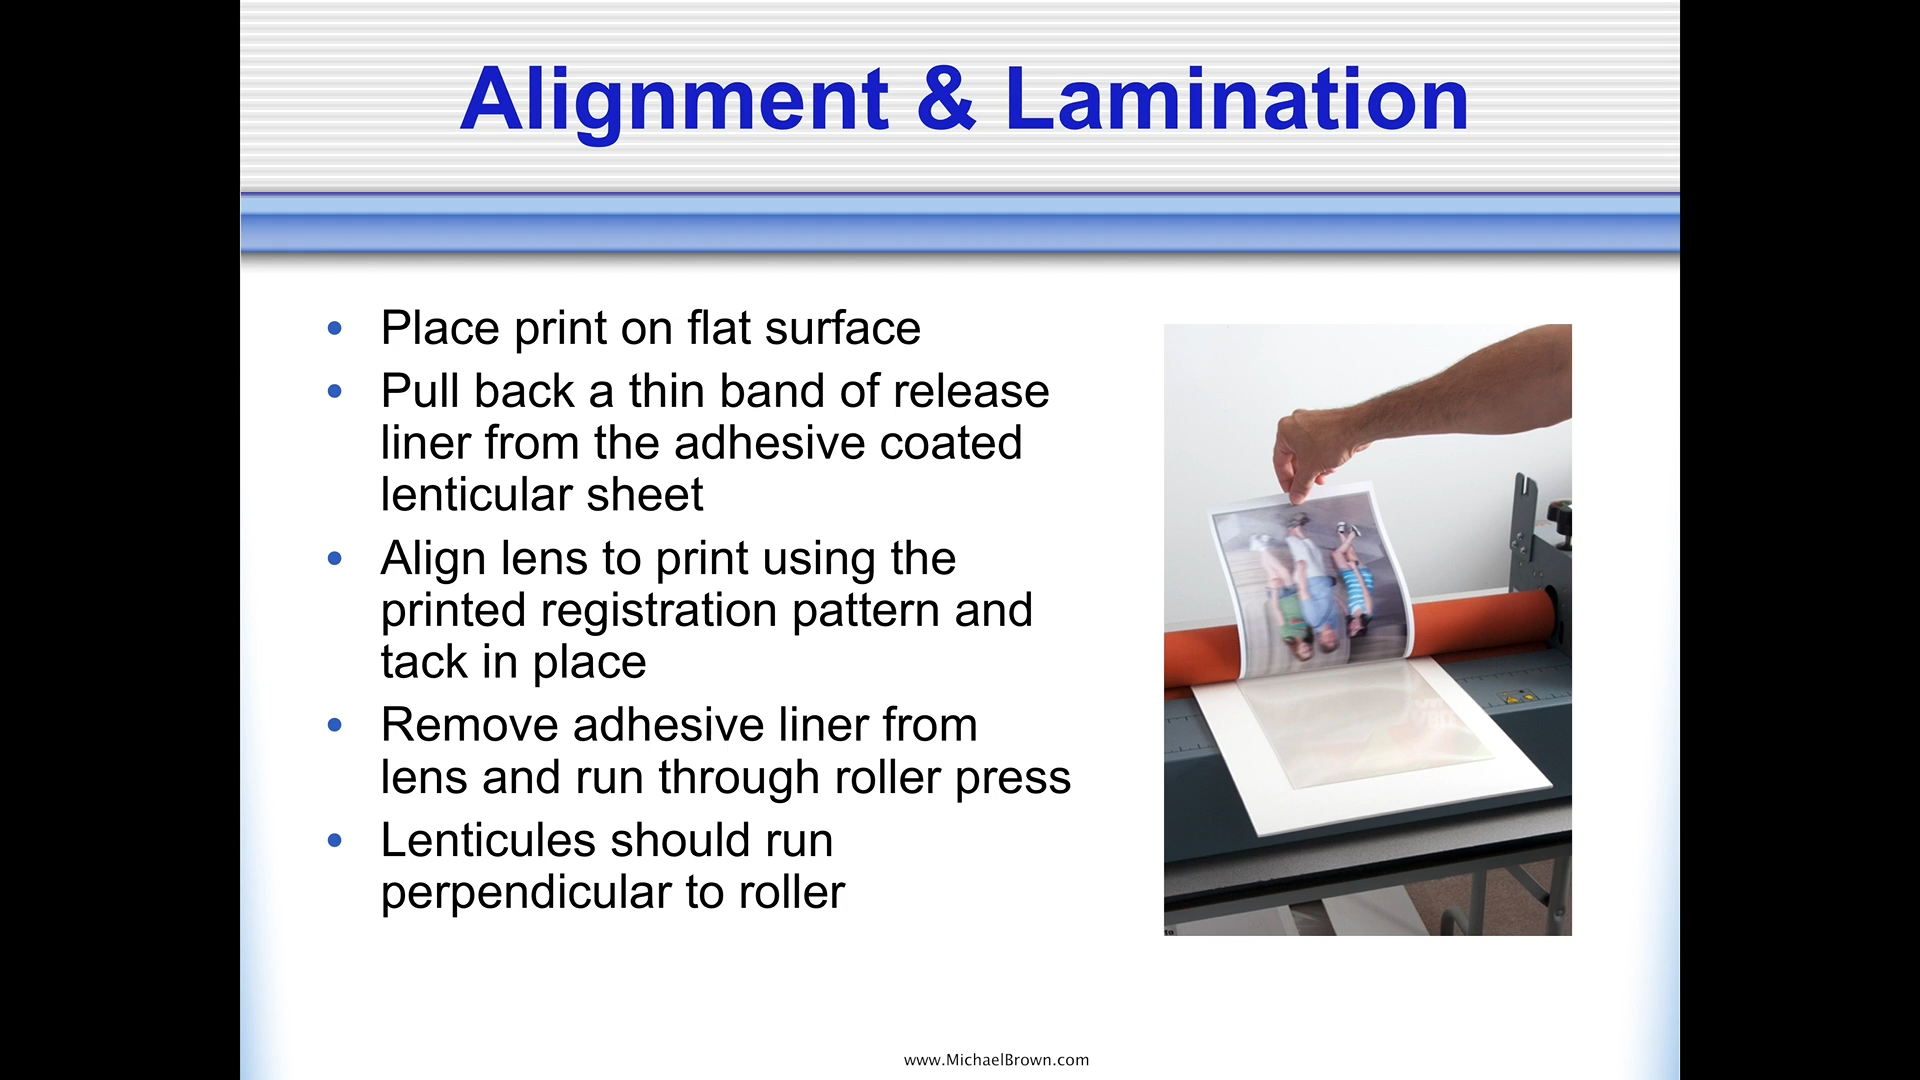 Alignment & Lamination
• Place print on flat surface
• Pull back a thin band of release
liner from the adhesive coated
lenticular sheet
• Align lens to print using the
printed registration pattern and
tack in place
• Remove adhesive liner from
lens and run through roller press
• Lenticules should run
perpendicular to roller
www.MichaelBrown.com